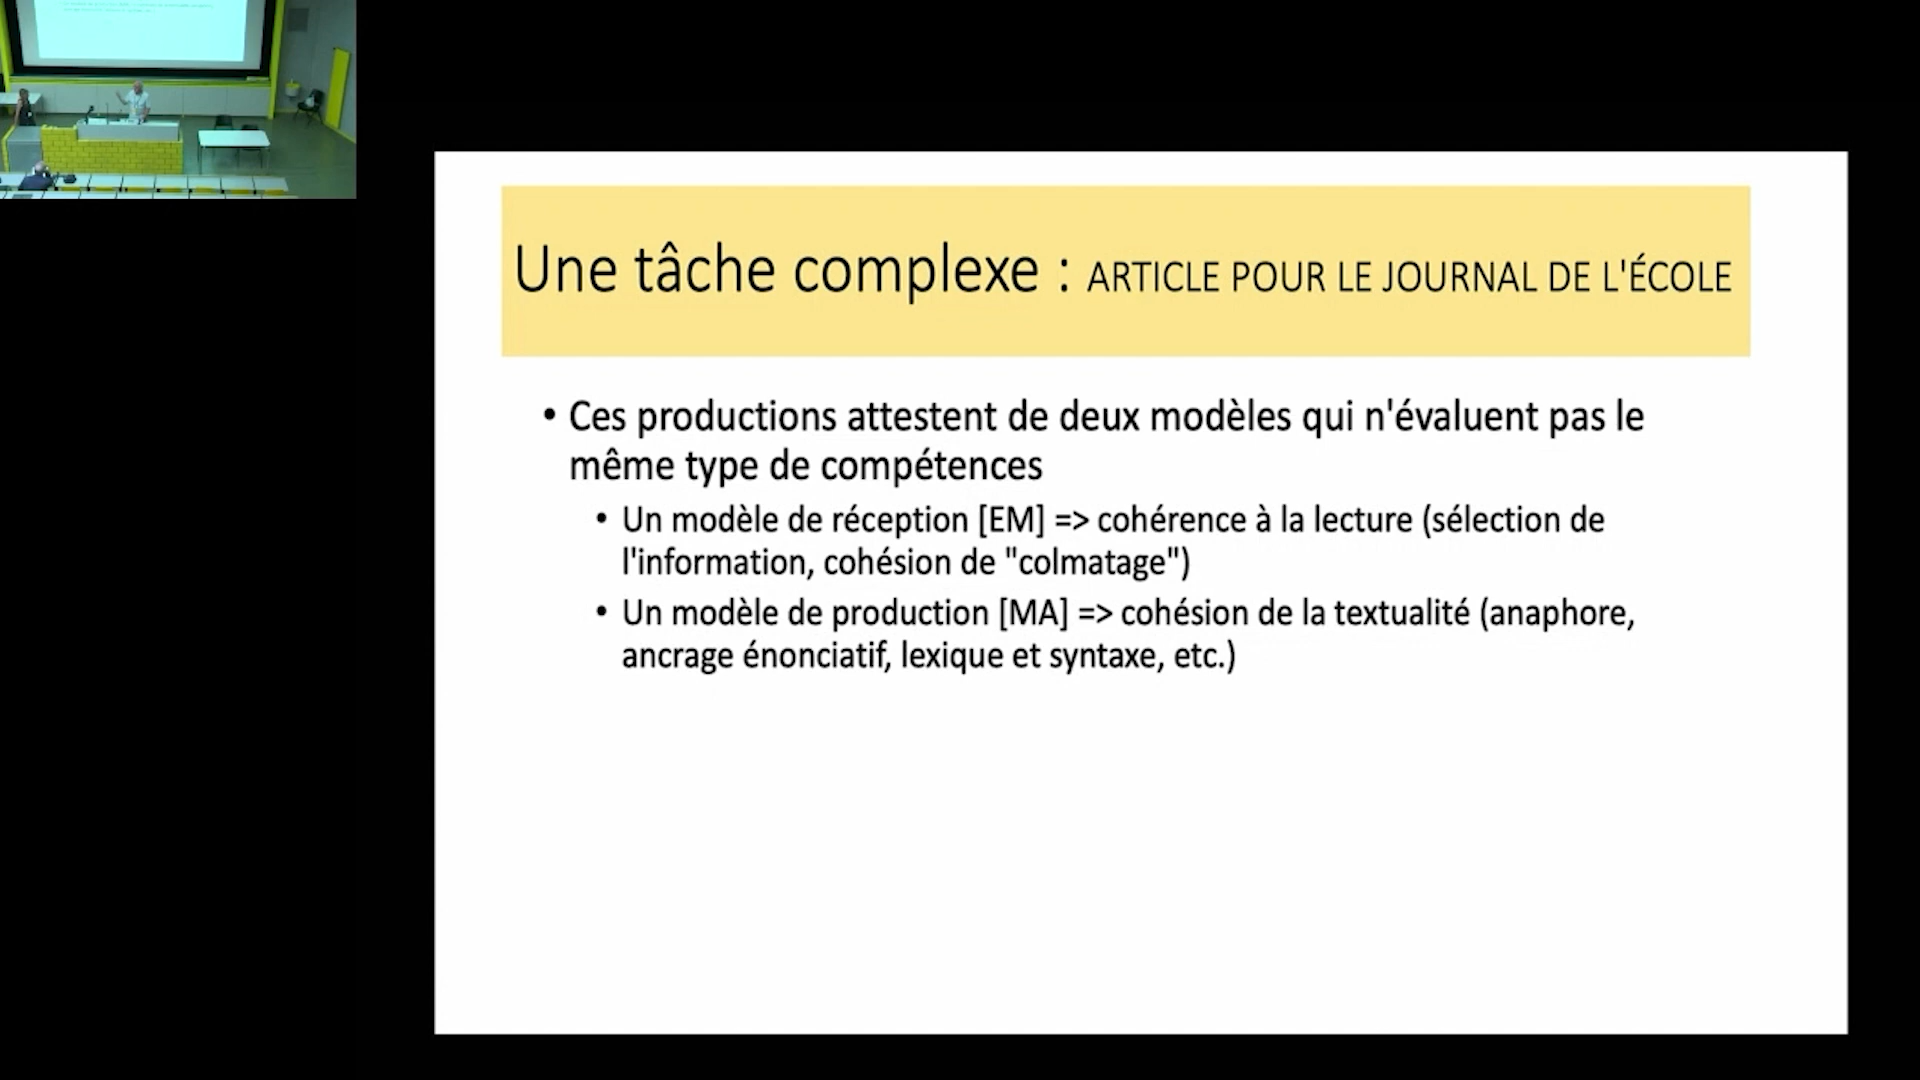 Une tâche complexe : ARTICLE POUR LE JOURNAL DE L'ÉCOLE
• Ces productions attestent de deux modèles qui n'évaluent pas le
même type de compétences
• Un modèle de réception [EM] => cohérence à la lecture (sélection de
l'information, cohésion de "colmatage")
• Un modèle de production [MA] => cohésion de la textualité (anaphore,
ancrage énonciatif, lexique et syntaxe, etc.)